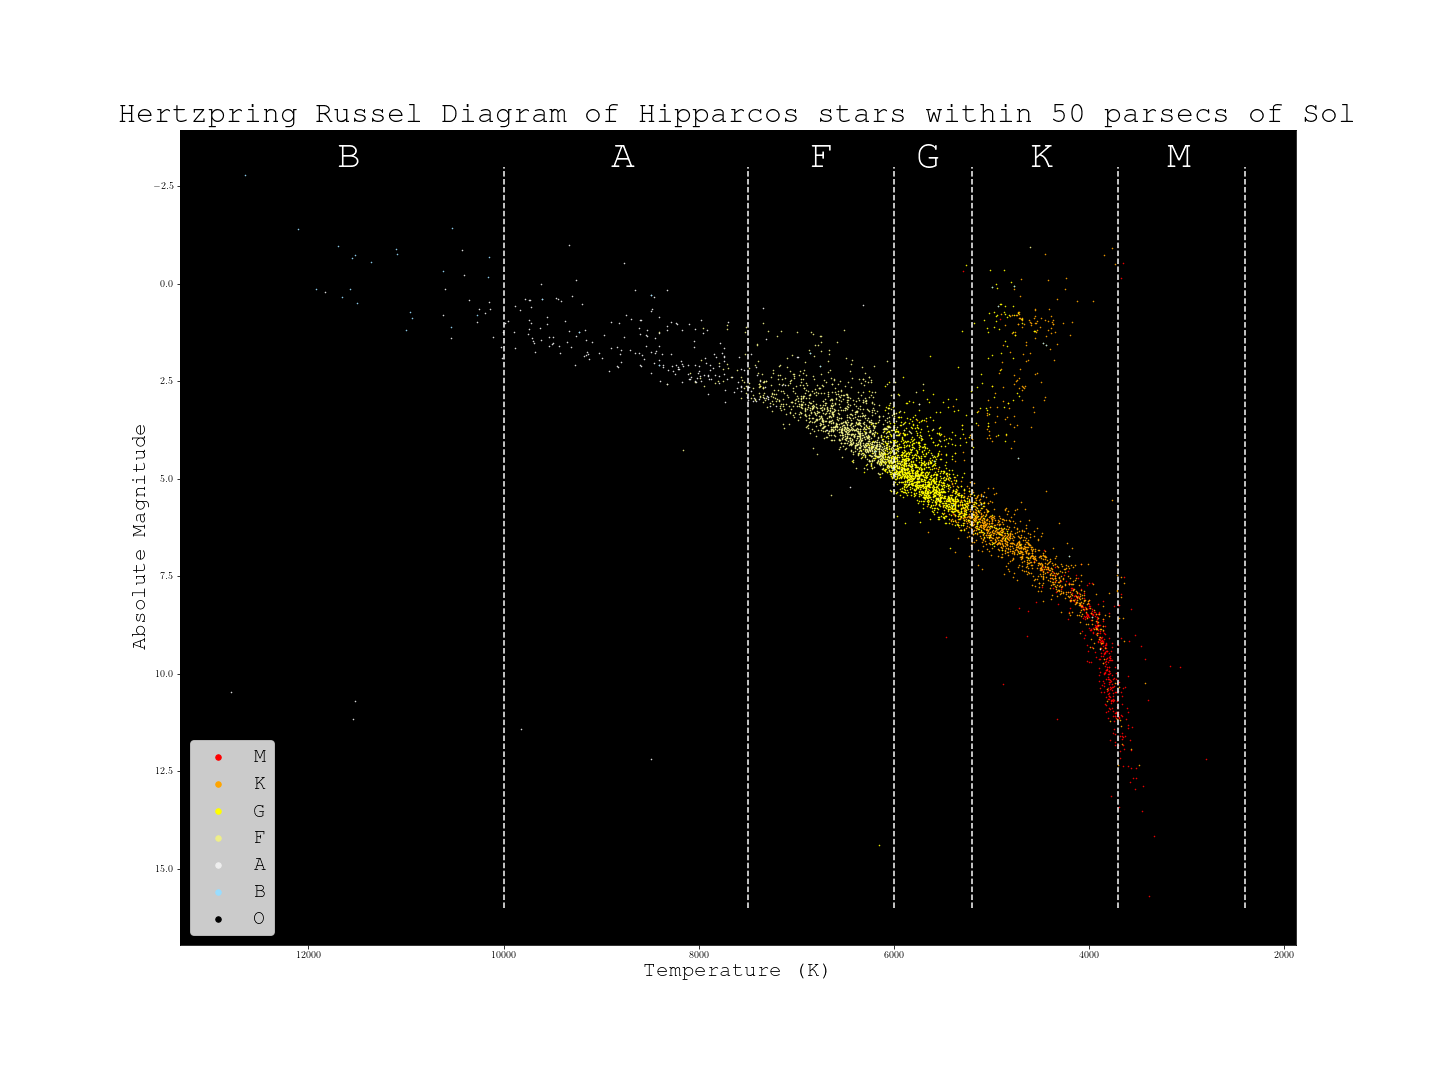 Hertzpring Russel Diagram of Hipparcos stars within 50 parsecs of Sol
B A F G K M
−2.5
0.0
2.5
5.0
7.5
10.0
12.5
15.0
Absolute Magnitude
M
K
G
F
A
B
O
12000 10000 8000 6000 4000 2000
Temperature (K)